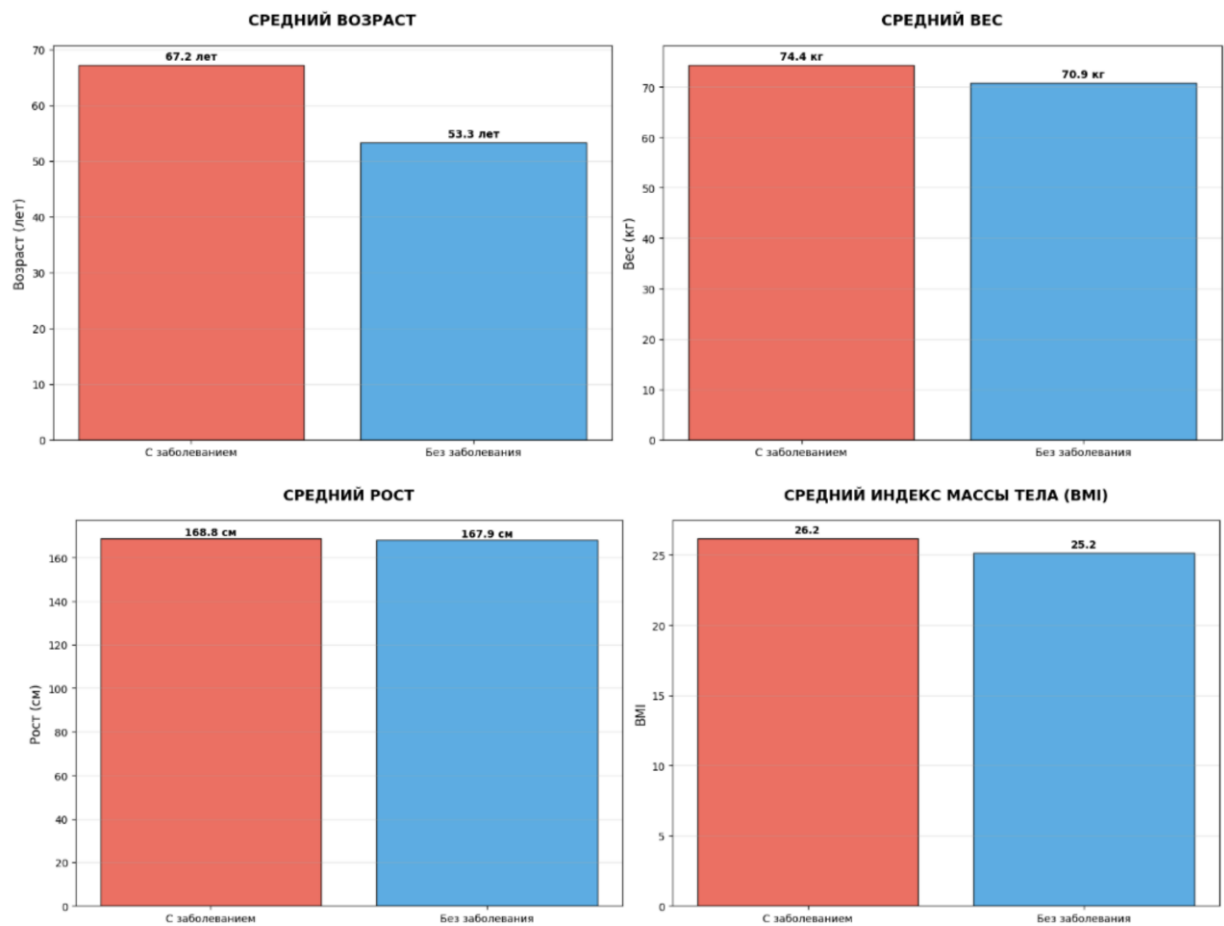 СРЕДНИЙ ВОЗРАСТ
70
60
50
40
30
20
10
0
Возраст (лет)
67.2 лет
53.3 лет
С заболеванием
Без заболевания
СРЕДНИЙ ВЕС
70
60
50
40
30
20
10
0
Вес (кг)
74.4 кг
70.9 кг
С заболеванием
Без заболевания
СРЕДНИЙ РОСТ
160
140
120
100
80
60
40
20
0
Рост (см)
168.8 см
167.9 см
С заболеванием
Без заболевания
СРЕДНИЙ ИНДЕКС МАССЫ ТЕЛА (BMI)
25
20
15
10
5
0
BMI
26.2
25.2
С заболеванием
Без заболевания